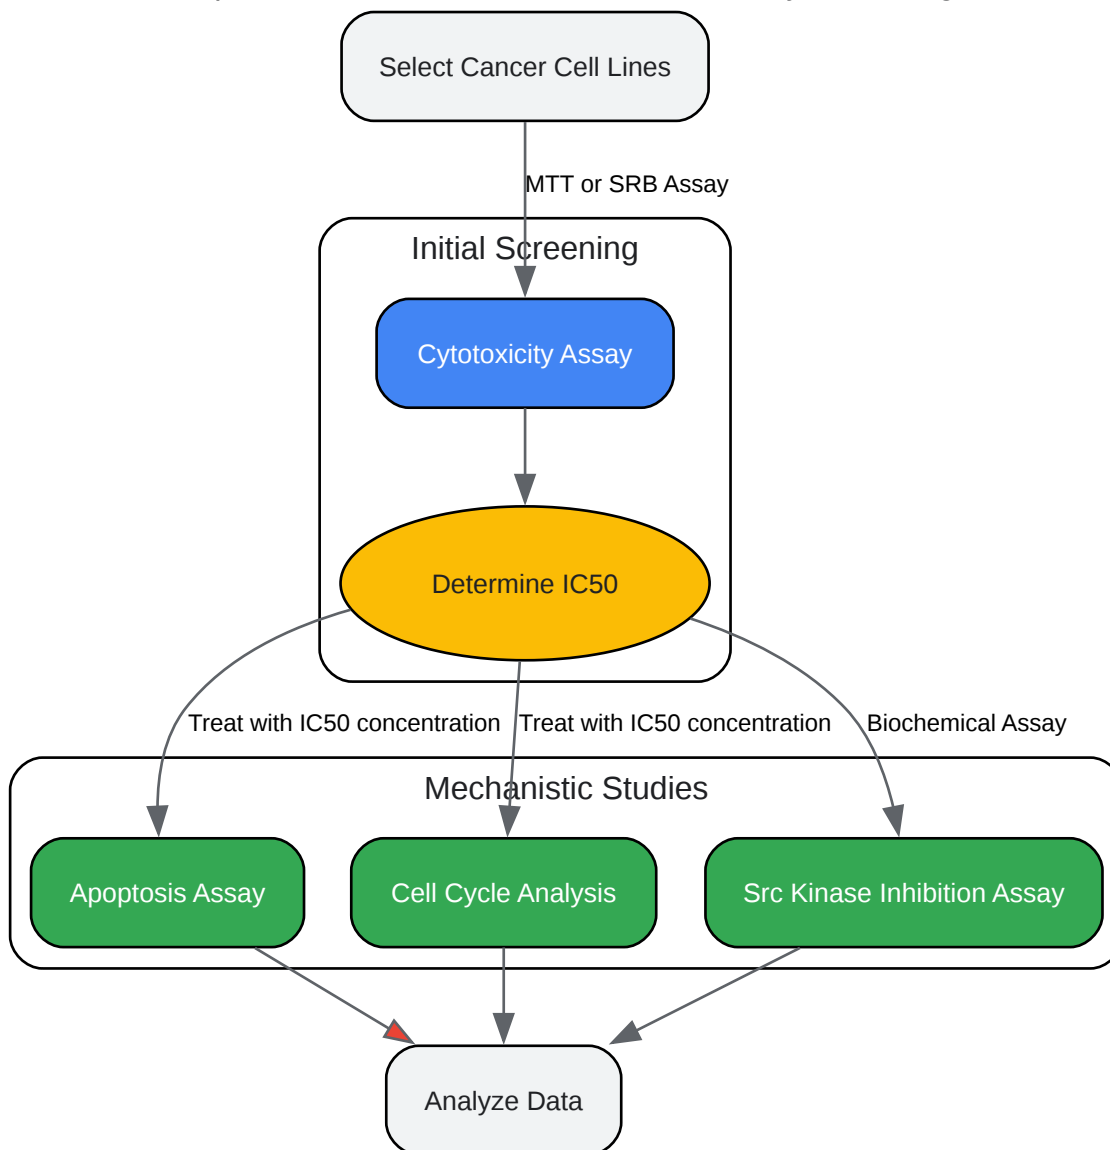 Select Cancer Cell Lines
MTT or SRB Assay
Initial Screening
Cytotoxicity Assay
Determine IC50
Treat with IC50 concentration
Treat with IC50 concentration
Biochemical Assay
Mechanistic Studies
Apoptosis Assay
Cell Cycle Analysis
Src Kinase Inhibition Assay
Analyze Data